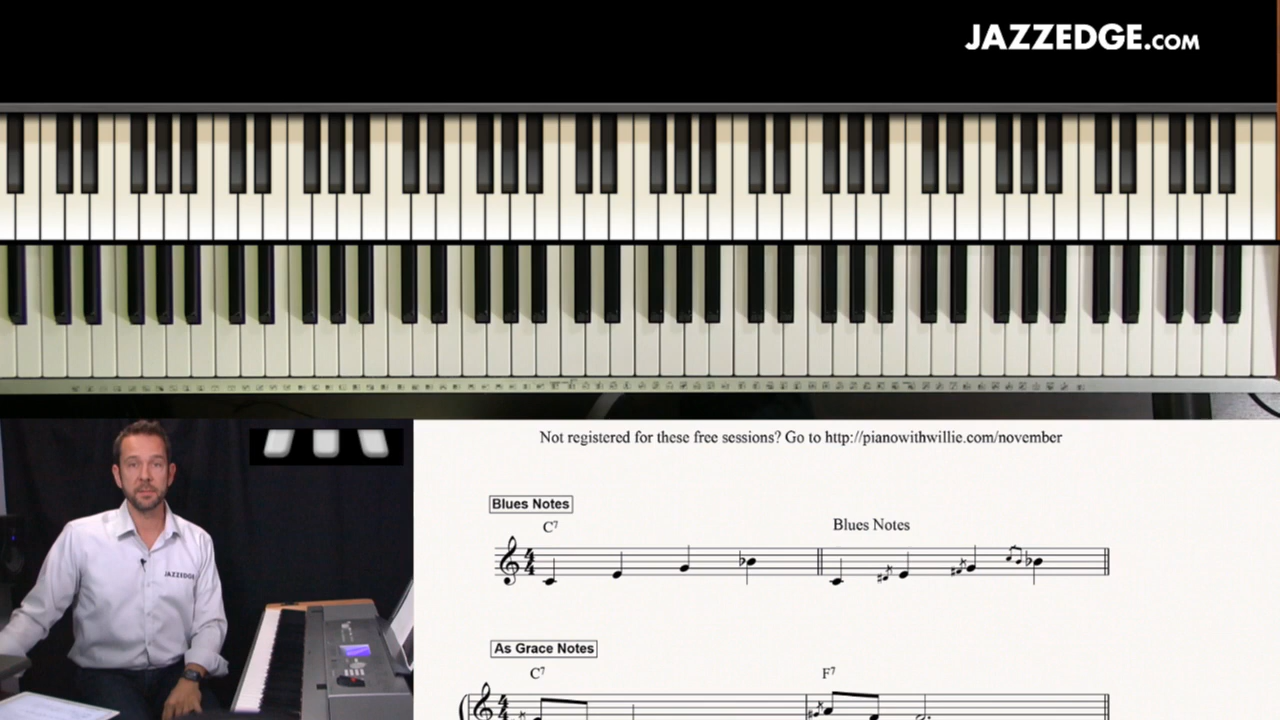 JAZZEDGE.COM
Not registered for these free sessions? Go to http://pianowithwillie.com/november
Blues Notes
C7
Blues Notes
JAZZEDGE
As Grace Notes
C7
F7